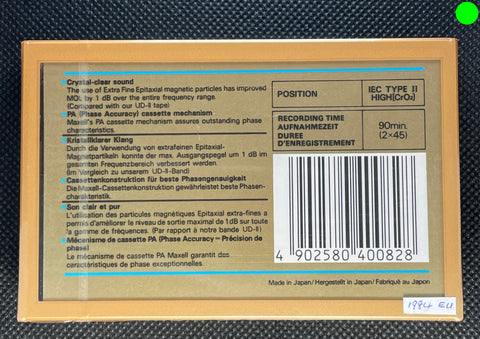 Crystal-clear sound
The use of Extra Fine Epitaxial magnetic particles has improved
MOL by 1 dB over the entire frequency range.
(Compared with our UD-II tape)
PA (Phase Accuracy) cassette mechanism
Maxell's PA cassette mechanism assures outstanding phase
characteristics.
Kristallklarer Klang
Durch die Verwendung von extrafeinen Epitaxial-
Magnetpartikeln konnte der max. Ausgangspegel um 1 dB im
gesamten Frequenzbereich verbessert werden.
(Im Vergleich zu unserem UD-II-Band)
Cassettenkonstruktion für beste Phasengenauigkeit
Die Maxell-Cassettenkonstruktion gewährleistet beste Phasen-
charakteristik.
Son clair et pur
L'utilisation des particules magnétiques Epitaxial extra-fines a
permis d'améliorer le niveau de sortie maximal de 1dB sur toute
la gamme de fréquences. (Par rapport à notre bande UD-II)
Mécanisme de cassette PA (Phase Accuracy – Précision de
phase)
Le mécanisme de cassette PA Maxell garantit des
caractéristiques de phase exceptionnelles.
POSITION
IEC TYPE II
HIGH[CrO2]
RECORDING TIME
AUFNAHMEZEIT
DUREE
D'ENREGISTREMENT
90min.
(2×45)
4 902580 400828
Made in Japan/Hergestellt in Japan/Fabriqué au Japon
1984 EU